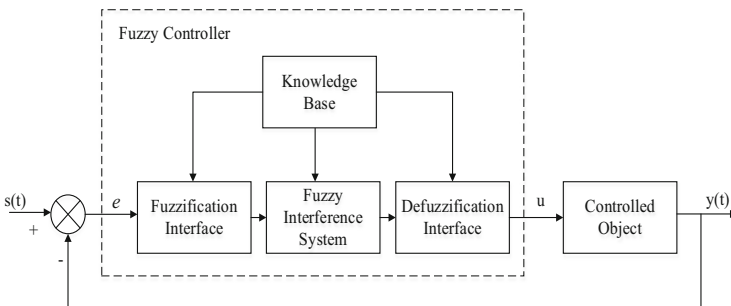 Fuzzy Controller
Knowledge
Base
s(t)
+
-
e
Fuzzification
Interface
Fuzzy
Interference
System
Defuzzification
Interface
u
Controlled
Object
y(t)